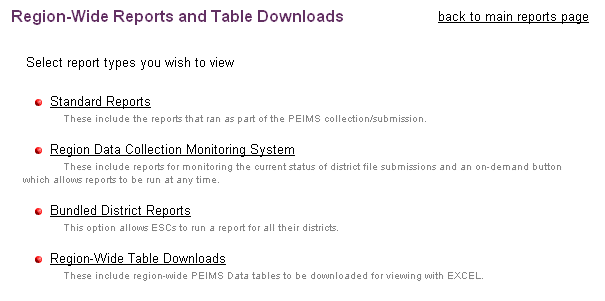 Region-Wide Reports and Table Downloads back to main reports page
Select report types you wish to view
Standard Reports
These include the reports that ran as part of the PEIMS collection/submission.
Region Data Collection Monitoring System
These include reports for monitoring the current status of district file submissions and an on-demand button
which allows reports to be run at any time.
Bundled District Reports
This option allows ESCs to run a report for all their districts.
Region-Wide Table Downloads
These include region-wide PEIMS Data tables to be downloaded for viewing with EXCEL.